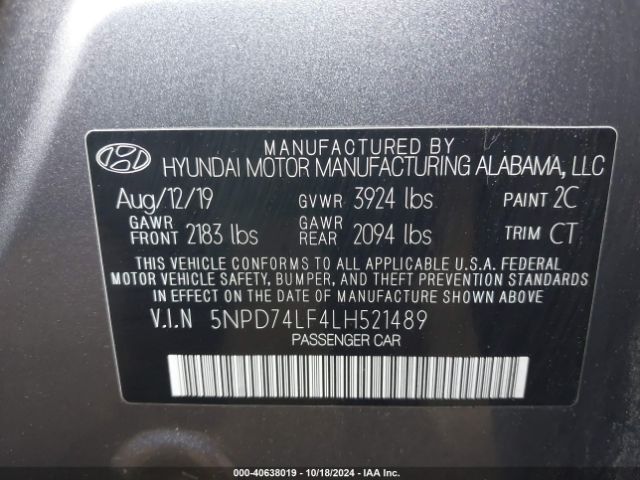 MANUFACTURED BY
HYUNDAI MOTOR MANUFACTURING ALABAMA, LLC
Aug/12/19 GVWR 3924 lbs PAINT 2C
GAWR FRONT 2183 lbs GAWR REAR 2094 lbs TRIM CT
THIS VEHICLE CONFORMS TO ALL APPLICABLE U.S.A. FEDERAL
MOTOR VEHICLE SAFETY, BUMPER, AND THEFT PREVENTION STANDARDS
IN EFFECT ON THE DATE OF MANUFACTURE SHOWN ABOVE.
V.I.N 5NPD74LF4LH521489
PASSENGER CAR
000-40638019 - 10/18/2024 - IAA Inc.